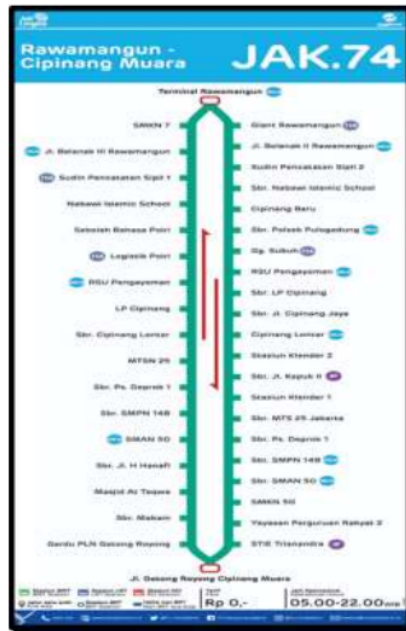 Rawamangun -
Cipinang Muara
JAK.74
Terminal Rawamangun
SMKN 7
Jl. Belanak III Rawamangun
Sudin Pencatatan Sipil 1
Nabawi Islamic School
Sekolah Bahasa Polri
Logistik Polri
RSU Pengayoman
LP Cipinang
Sbr. Cipinang Lontar
MTSN 25
Sbr. Ps. Deprok 1
Sbr. SMPN 148
SMAN 50
Sbr. Jl. H Hanafi
Masjid At Taqwa
Sbr. Makam
Gardu PLN Gotong Royong
Giant Rawamangun
Jl. Belanak II Rawamangun
Sudin Pencatatan Sipil 2
Sbr. Nabawi Islamic School
Cipinang Baru
Sbr. Polsek Pulogadung
Gg. Subuh
RSU Pengayoman
Sbr. LP Cipinang
Sbr. Jl. Cipinang Jaya
Cipinang Lontar
Stasiun Klender 2
Sbr. Jl. Kapuk II
Stasiun Klender 1
Sbr. MTS 25 Jakarta
Sbr. Ps. Deprok 1
Sbr. SMPN 148
Sbr. SMAN 50
SMKN 50
Yayasan Perguruan Rakyat 2
STIE Trianandra
Jl. Gotong Royong Cipinang Muara
Rp 0,-
05.00-22.00 WIB